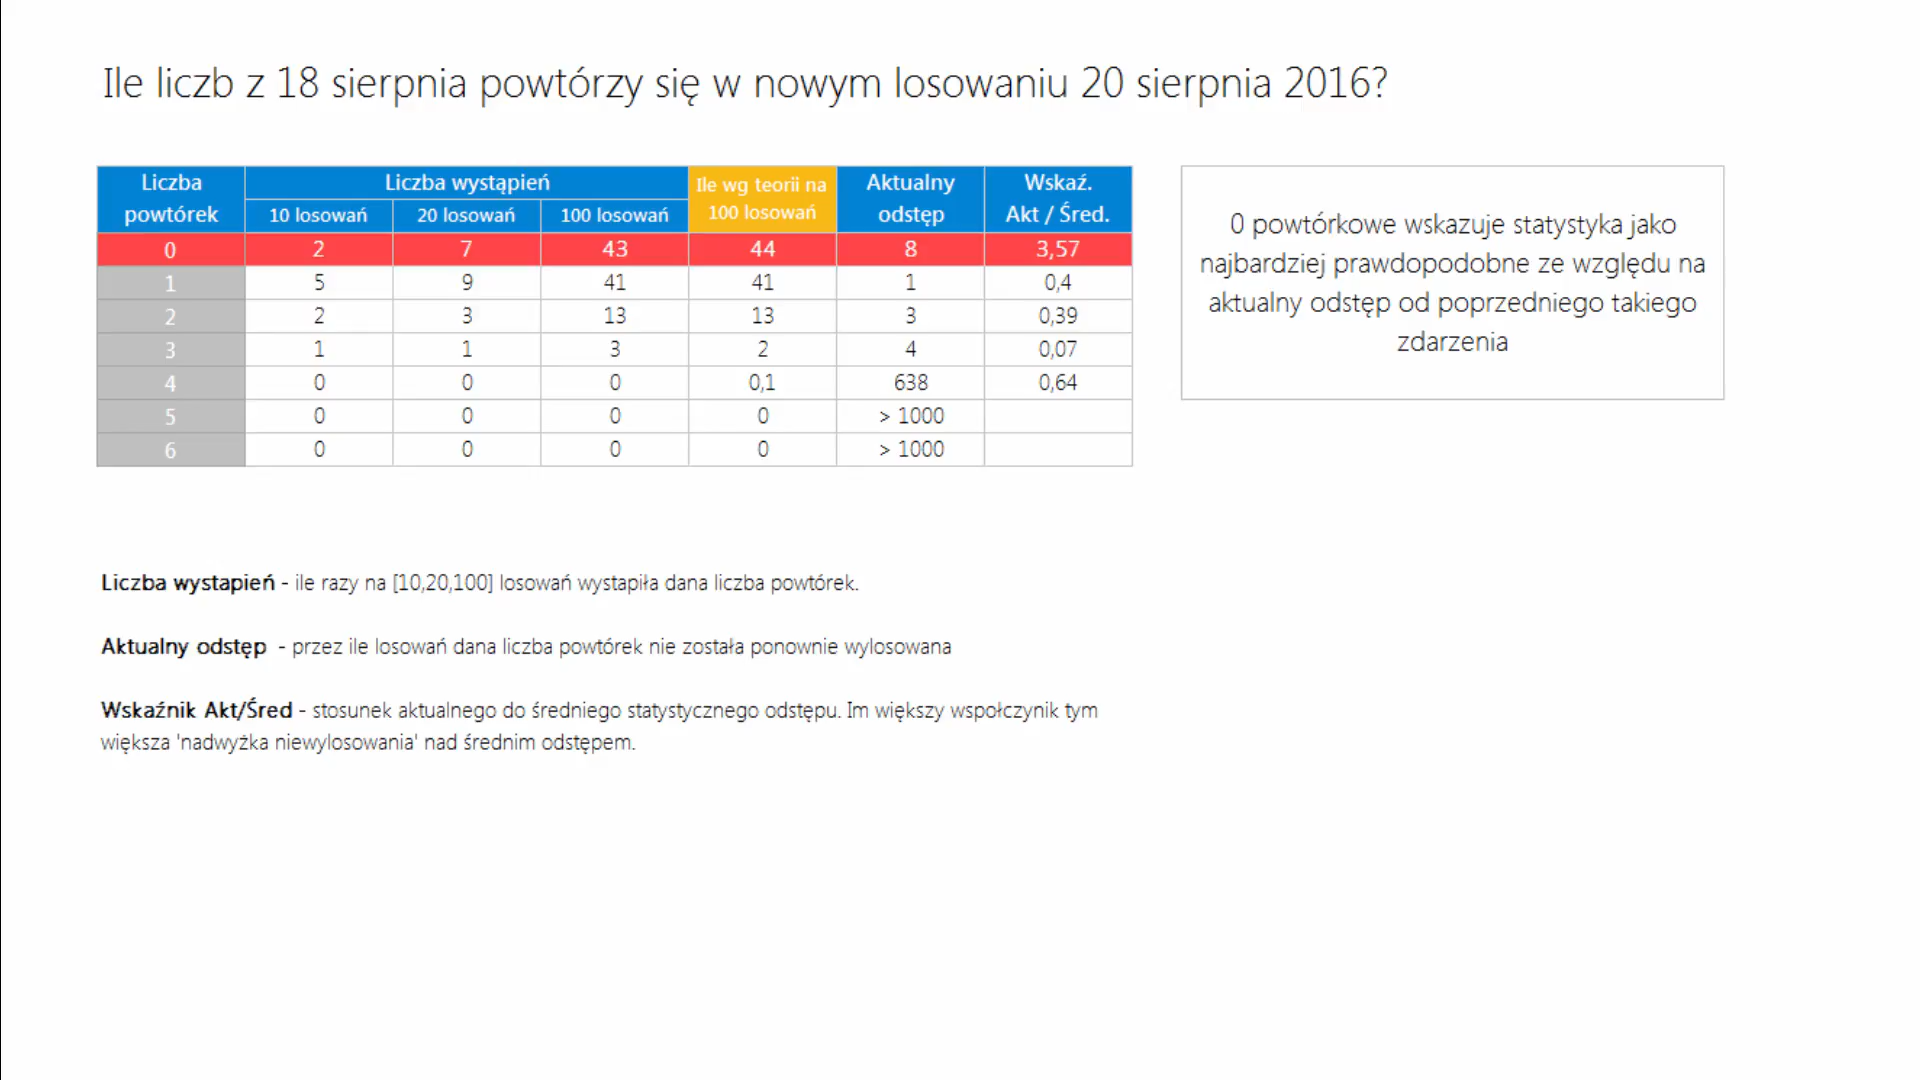 Ile liczb z 18 sierpnia powtórzy się w nowym losowaniu 20 sierpnia 2016?
Liczba powtórek | Liczba wystąpień | Ile wg teorii na 100 losowań | Aktualny odstęp | Wskaź. Akt / Śred.
10 losowań | 20 losowań | 100 losowań
0 | 2 | 7 | 43 | 44 | 8 | 3,57
1 | 5 | 9 | 41 | 41 | 1 | 0,4
2 | 2 | 3 | 13 | 13 | 3 | 0,39
3 | 1 | 1 | 3 | 2 | 4 | 0,07
4 | 0 | 0 | 0 | 0,1 | 638 | 0,64
5 | 0 | 0 | 0 | 0 | > 1000
6 | 0 | 0 | 0 | 0 | > 1000
0 powtórkowe wskazuje statystyka jako
najbardziej prawdopodobne ze względu na
aktualny odstęp od poprzedniego takiego
zdarzenia
Liczba wystapień - ile razy na [10,20,100] losowań wystapiła dana liczba powtórek.
Aktualny odstęp - przez ile losowań dana liczba powtórek nie została ponownie wylosowana
Wskaźnik Akt/Śred - stosunek aktualnego do średniego statystycznego odstępu. Im większy wspołczynik tym
większa 'nadwyżka niewylosowania' nad średnim odstępem.